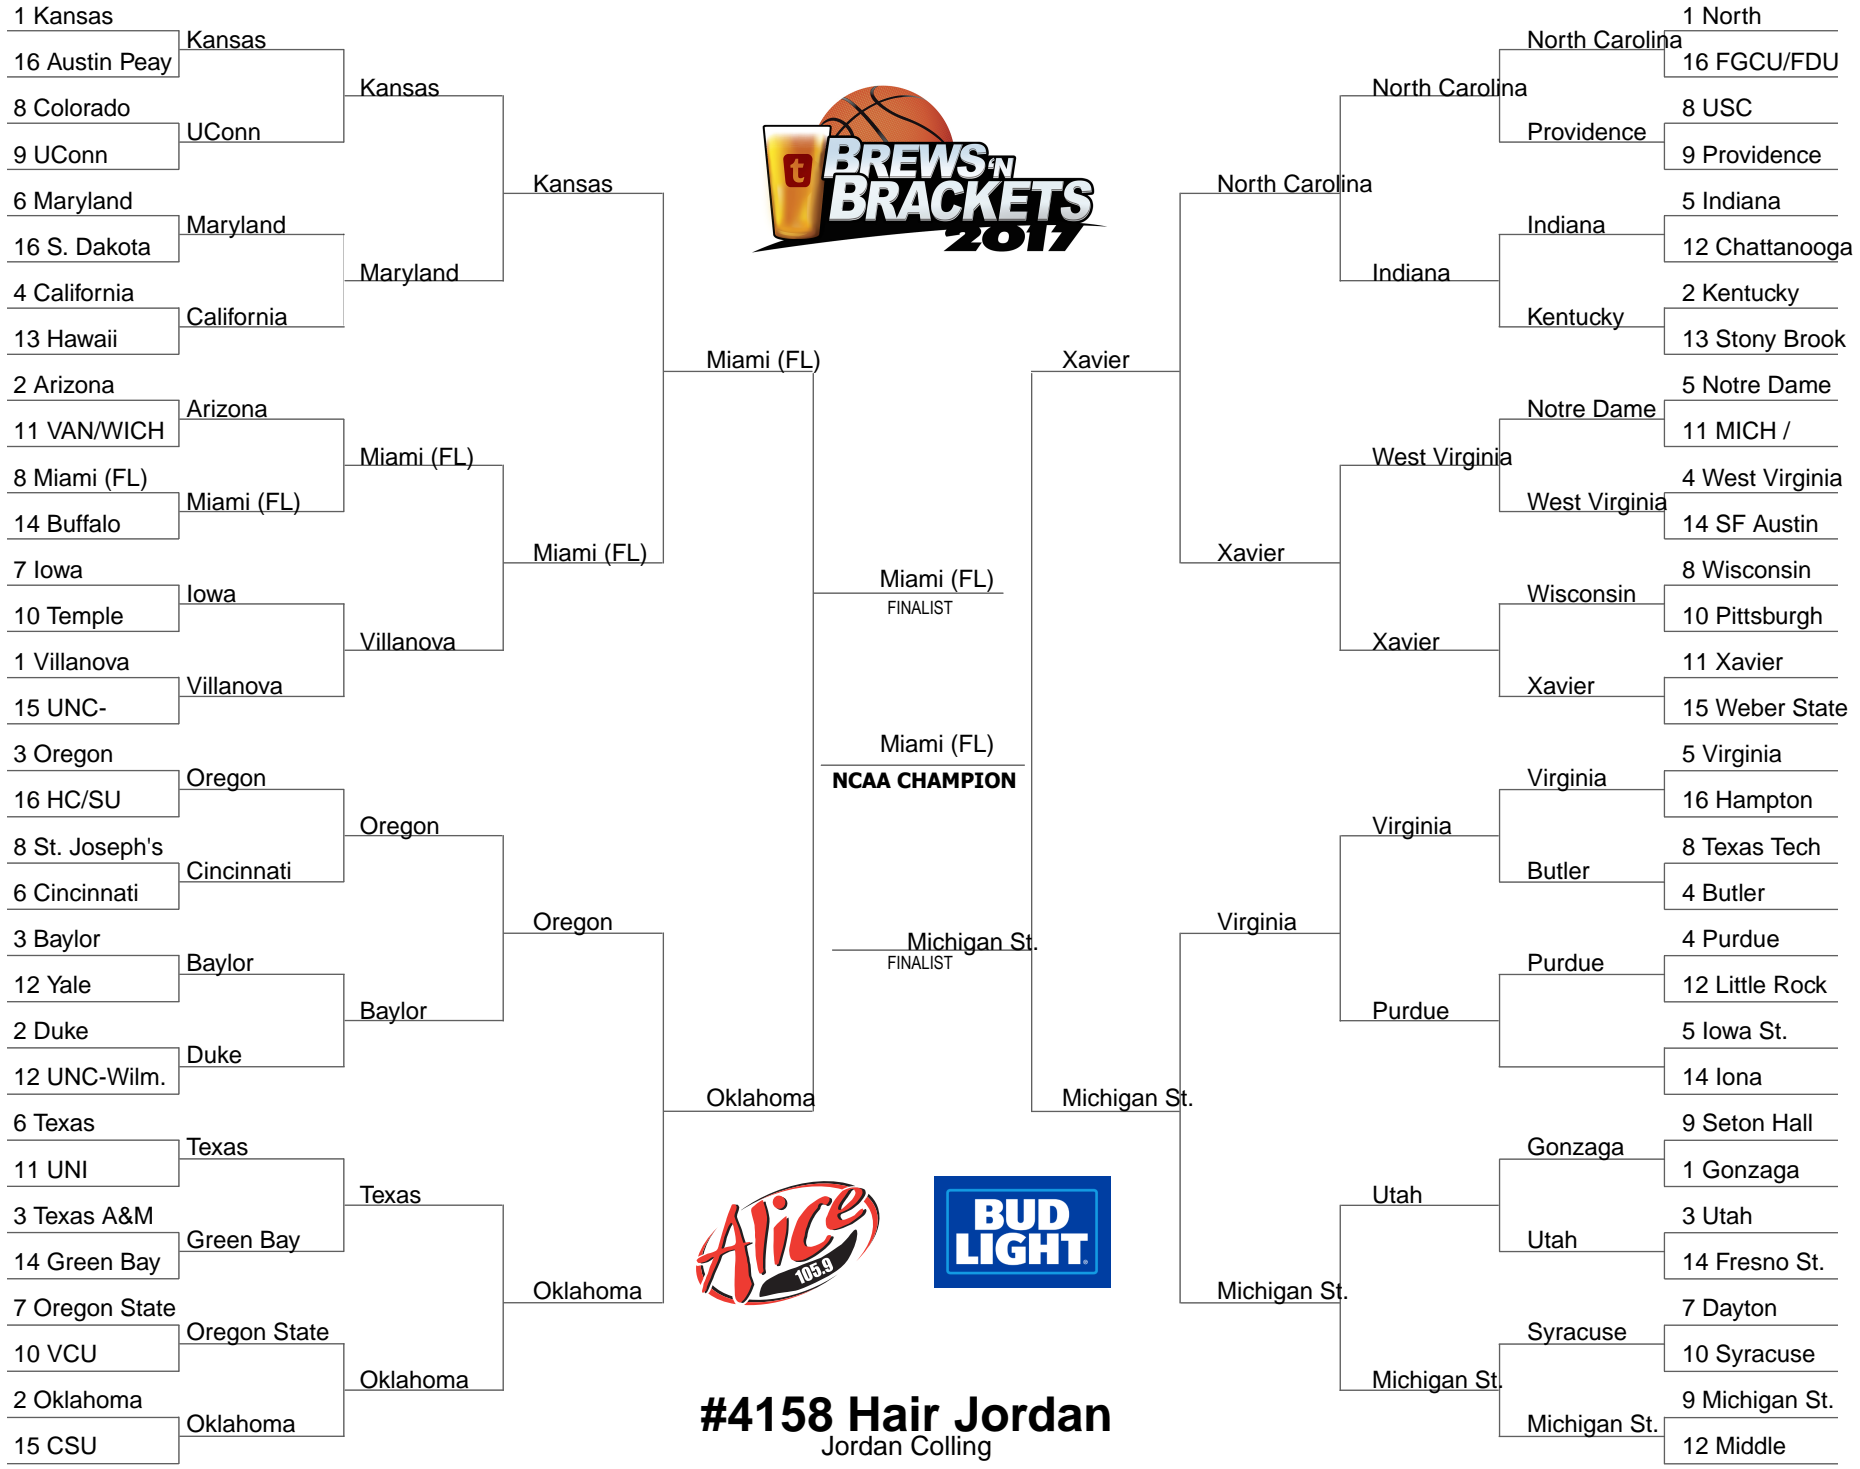 1 Kansas
16 Austin Peay
8 Colorado
9 UConn
6 Maryland
16 S. Dakota
4 California
13 Hawaii
2 Arizona
11 VAN/WICH
8 Miami (FL)
14 Buffalo
7 Iowa
10 Temple
1 Villanova
15 UNC-
3 Oregon
16 HC/SU
8 St. Joseph's
6 Cincinnati
3 Baylor
12 Yale
2 Duke
12 UNC-Wilm.
6 Texas
11 UNI
3 Texas A&M
14 Green Bay
7 Oregon State
10 VCU
2 Oklahoma
15 CSU
Kansas
UConn
Maryland
California
Arizona
Miami (FL)
Iowa
Villanova
Oregon
Cincinnati
Baylor
Duke
Texas
Green Bay
Oregon State
Oklahoma
Kansas
Maryland
Miami (FL)
Villanova
Oregon
Baylor
Texas
Oklahoma
Kansas
Miami (FL)
Oregon
Oklahoma
Miami (FL)
Oklahoma
t
BREWS 'N
BRACKETS
2017
Miami (FL)
FINALIST
Miami (FL)
NCAA CHAMPION
Michigan St.
FINALIST
Alice
105.9
BUD
LIGHT
#4158 Hair Jordan
Jordan Colling
Xavier
Michigan St.
North Carolina
Xavier
Virginia
Michigan St.
North Carolina
Indiana
West Virginia
Xavier
Virginia
Purdue
Utah
Michigan St.
North Carolina
Providence
Indiana
Kentucky
Notre Dame
West Virginia
Wisconsin
Xavier
Virginia
Butler
Purdue
Gonzaga
Utah
Syracuse
Michigan St.
1 North
16 FGCU/FDU
8 USC
9 Providence
5 Indiana
12 Chattanooga
2 Kentucky
13 Stony Brook
5 Notre Dame
11 MICH /
4 West Virginia
14 SF Austin
8 Wisconsin
10 Pittsburgh
11 Xavier
15 Weber State
5 Virginia
16 Hampton
8 Texas Tech
4 Butler
4 Purdue
12 Little Rock
5 Iowa St.
14 Iona
9 Seton Hall
1 Gonzaga
3 Utah
14 Fresno St.
7 Dayton
10 Syracuse
9 Michigan St.
12 Middle